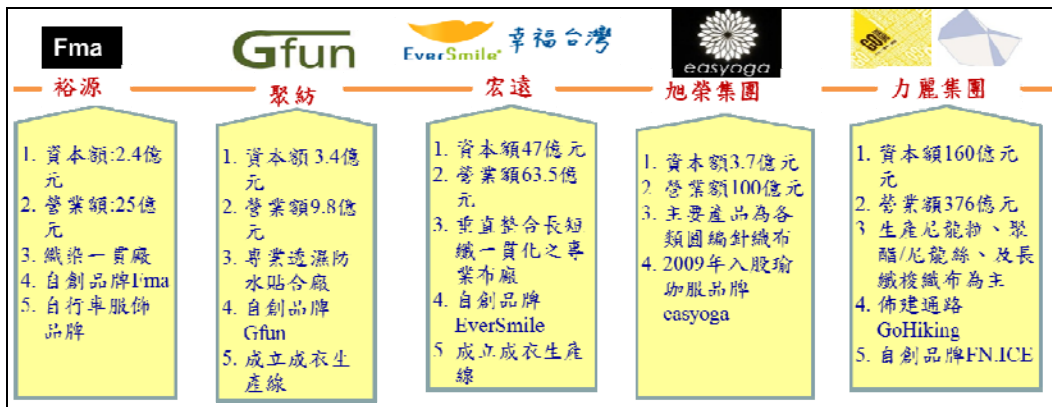 Fma
裕源
1. 資本額:2.4億
元
2. 營業額:25億
元
3. 織染一貫廠
4. 自創品牌Fma
5. 自行車服飾
品牌
Gfun
聚紡
1. 資本額3.4億
元
2. 營業額9.8億
元
3. 專業透濕防
水貼合廠
4. 自創品牌
Gfun
5. 成立成衣生
產線
EverSmile 幸福台灣
宏遠
1. 資本額47億元
2. 營業額63.5億
元
3. 垂直整合長短
纖一貫化之專
業布廠
4. 自創品牌
EverSmile
5 成立成衣生產
線
easyoga
旭榮集團
1. 資本額3.7億元
2 營業額100億元
3. 主要產品為各
類圓編針織布
4. 2009年入股瑜
珈服品牌
easyoga
GO
力麗集團
1. 資本額160億元
元
2. 營業額376億元
3 生產尼龍粒、聚
酯/尼龍絲、及長
纖梭織布為主
4. 佈建通路
GoHiking
5. 自創品牌FN.ICE